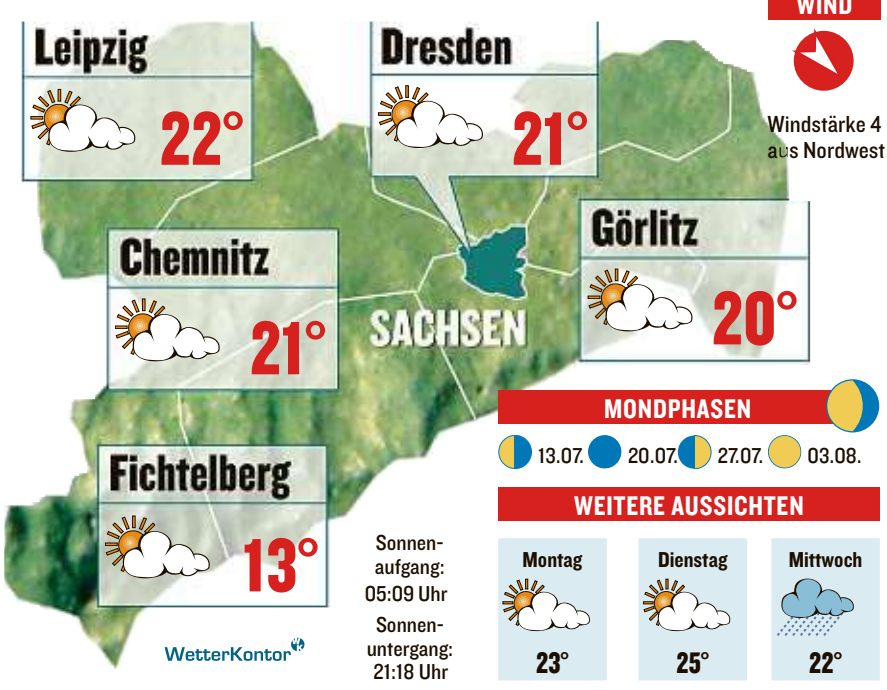 WIND
Leipzig
22°
Dresden
21°
Windstärke 4
aus Nordwest
Görlitz
20°
Chemnitz
21°
SACHSEN
MONDPHASEN
13.07. 20.07. 27.07. 03.08.
Fichtelberg
13°
WEITERE AUSSICHTEN
Sonnen-
aufgang:
05:09 Uhr
Sonnen-
untergang:
21:18 Uhr
Montag
23°
Dienstag
25°
Mittwoch
22°
WetterKontor